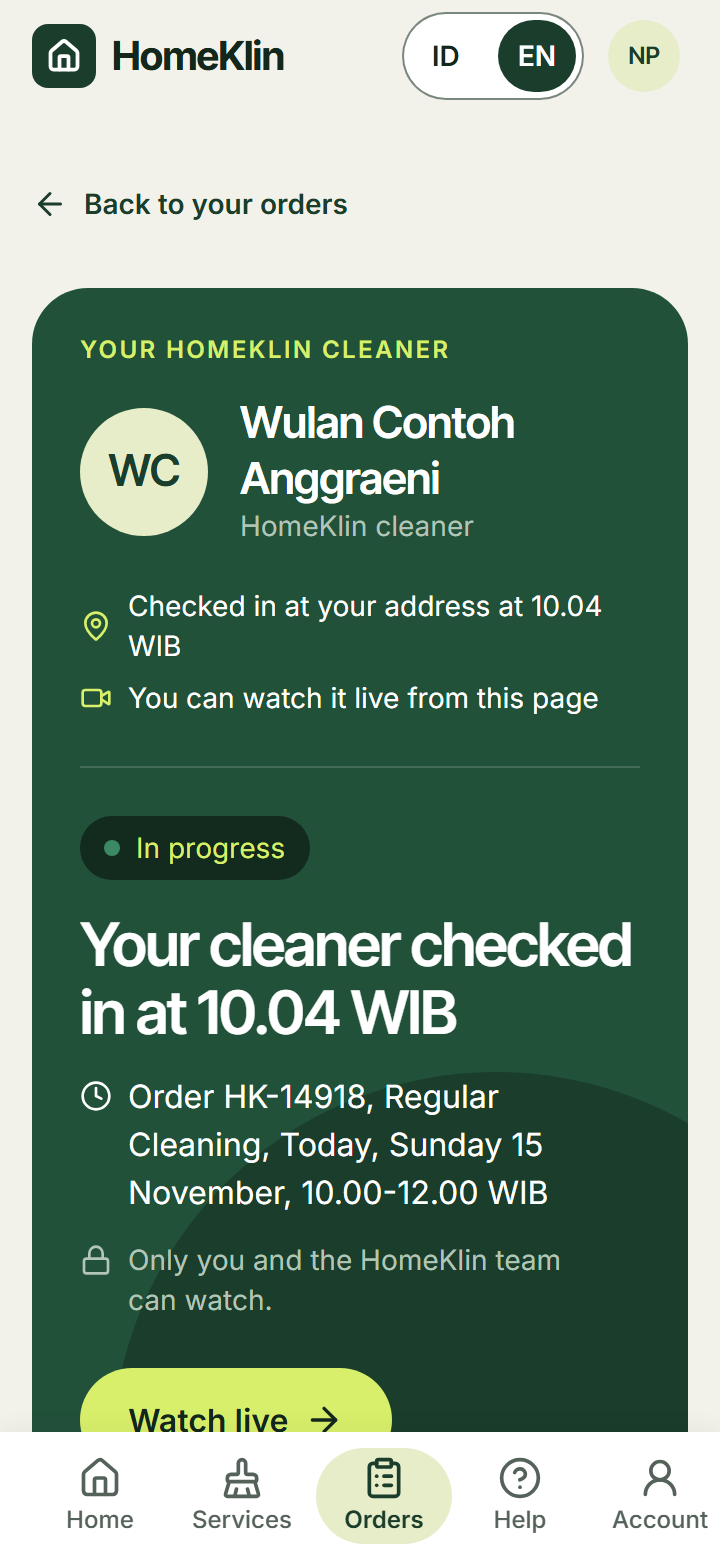 HomeKlin
ID
EN
NP
Back to your orders
YOUR HOMEKLIN CLEANER
WC
Wulan Contoh
Anggraeni
HomeKlin cleaner
Checked in at your address at 10.04
WIB
You can watch it live from this page
In progress
Your cleaner checked
in at 10.04 WIB
Order HK-14918, Regular
Cleaning, Today, Sunday 15
November, 10.00-12.00 WIB
Only you and the HomeKlin team
can watch.
Watch live
Home
Services
Orders
Help
Account